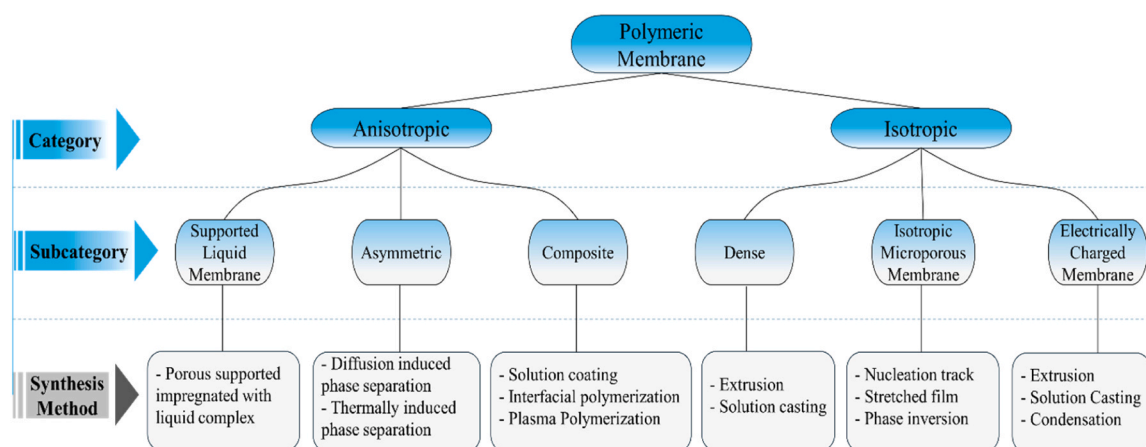 Polymeric
Membrane
Category
Anisotropic
Isotropic
Subcategory
Supported
Liquid
Membrane
Asymmetric
Composite
Dense
Isotropic
Microporous
Membrane
Electrically
Charged
Membrane
Synthesis
Method
- Porous supported
impregnated with
liquid complex
- Diffusion induced
phase separation
- Thermally induced
phase separation
- Solution coating
- Interfacial polymerization
- Plasma Polymerization
- Extrusion
- Solution casting
- Nucleation track
- Stretched film
- Phase inversion
- Extrusion
- Solution Casting
- Condensation